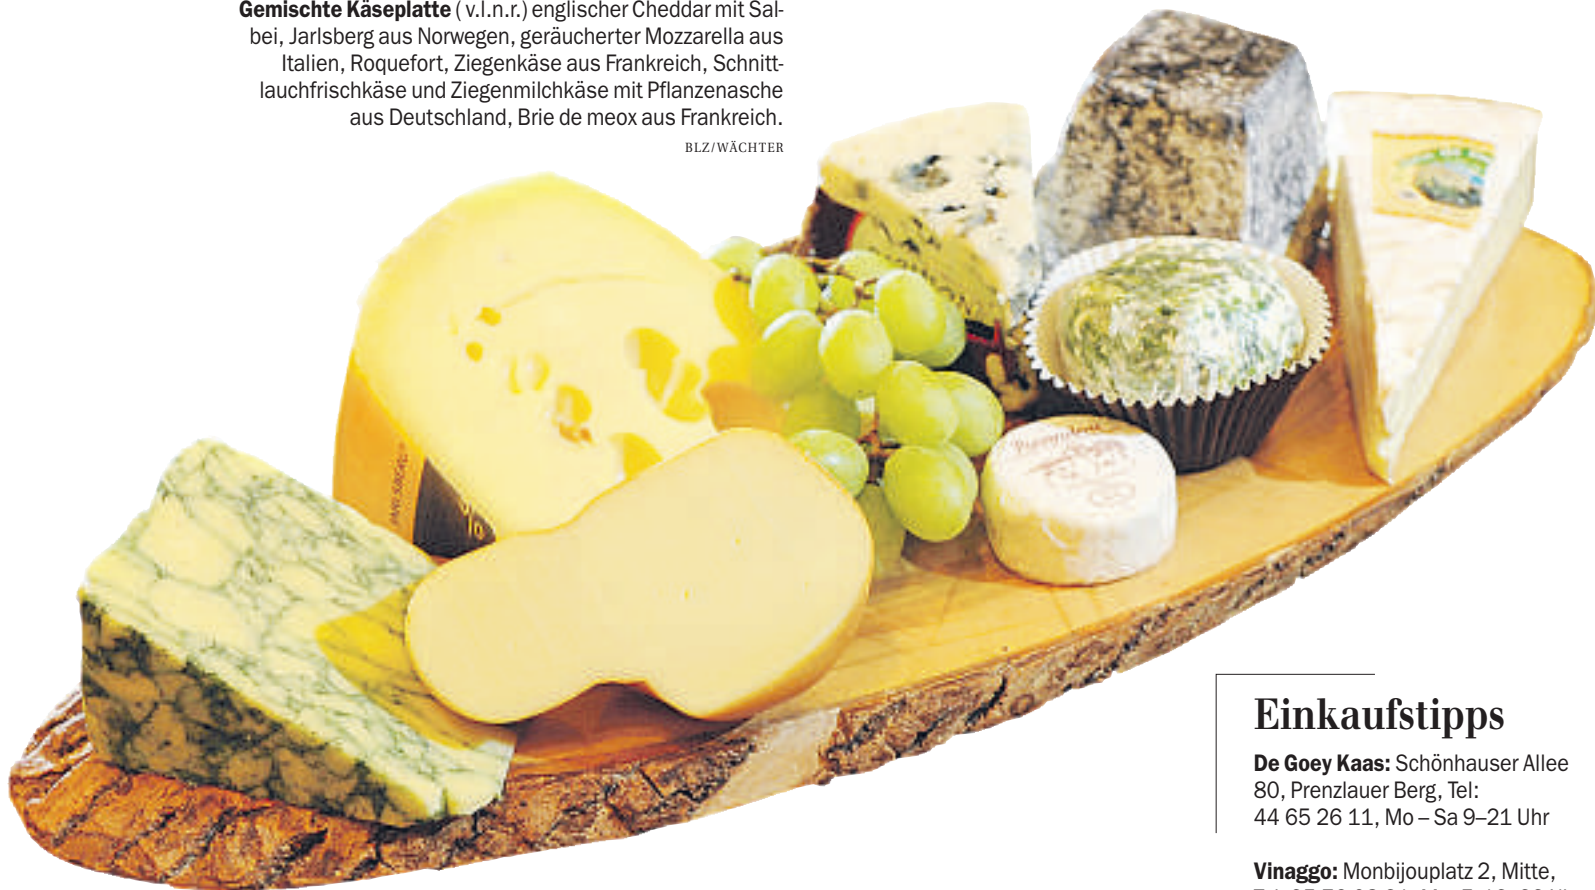 Gemischte Käseplatte ( v.l.n.r.) englischer Cheddar mit Sal-
bei, Jarlsberg aus Norwegen, geräucherter Mozzarella aus
Italien, Roquefort, Ziegenkäse aus Frankreich, Schnitt-
lauchfrischkäse und Ziegenmilchkäse mit Pflanzenasche
aus Deutschland, Brie de meox aus Frankreich.
BLZ/WÄCHTER
JARLSBERG
Einkaufstipps
De Goey Kaas: Schönhauser Allee
80, Prenzlauer Berg, Tel:
44 65 26 11, Mo – Sa 9–21 Uhr
Vinaggo: Monbijouplatz 2, Mitte,